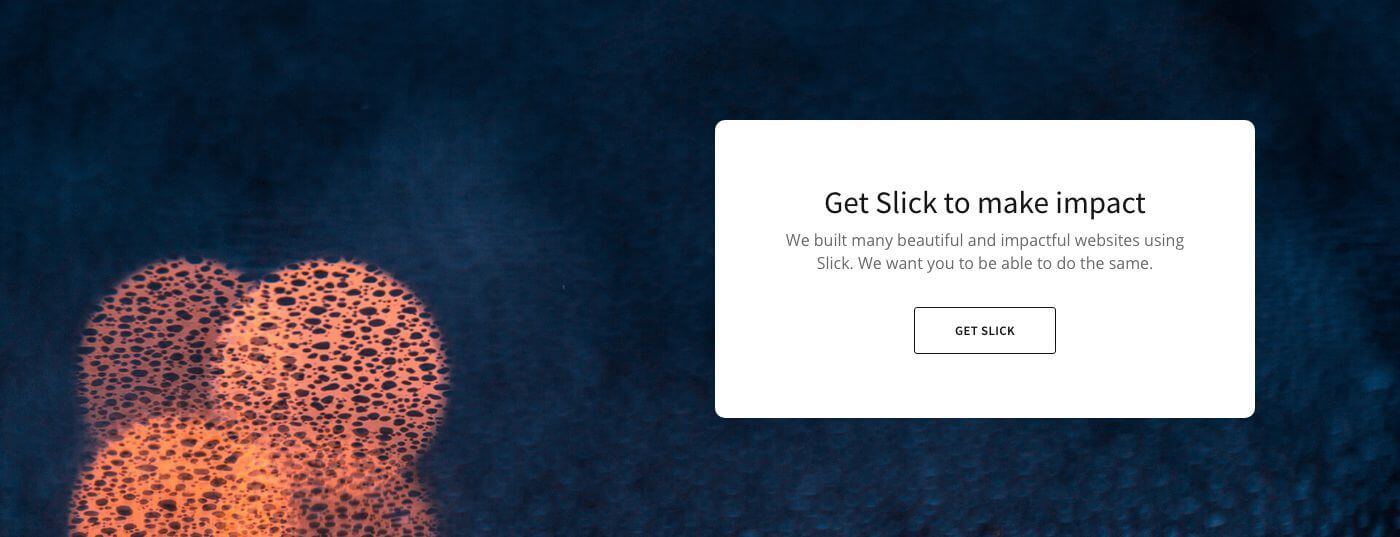 Get Slick to make impact
We built many beautiful and impactful websites using
Slick. We want you to be able to do the same.
GET SLICK